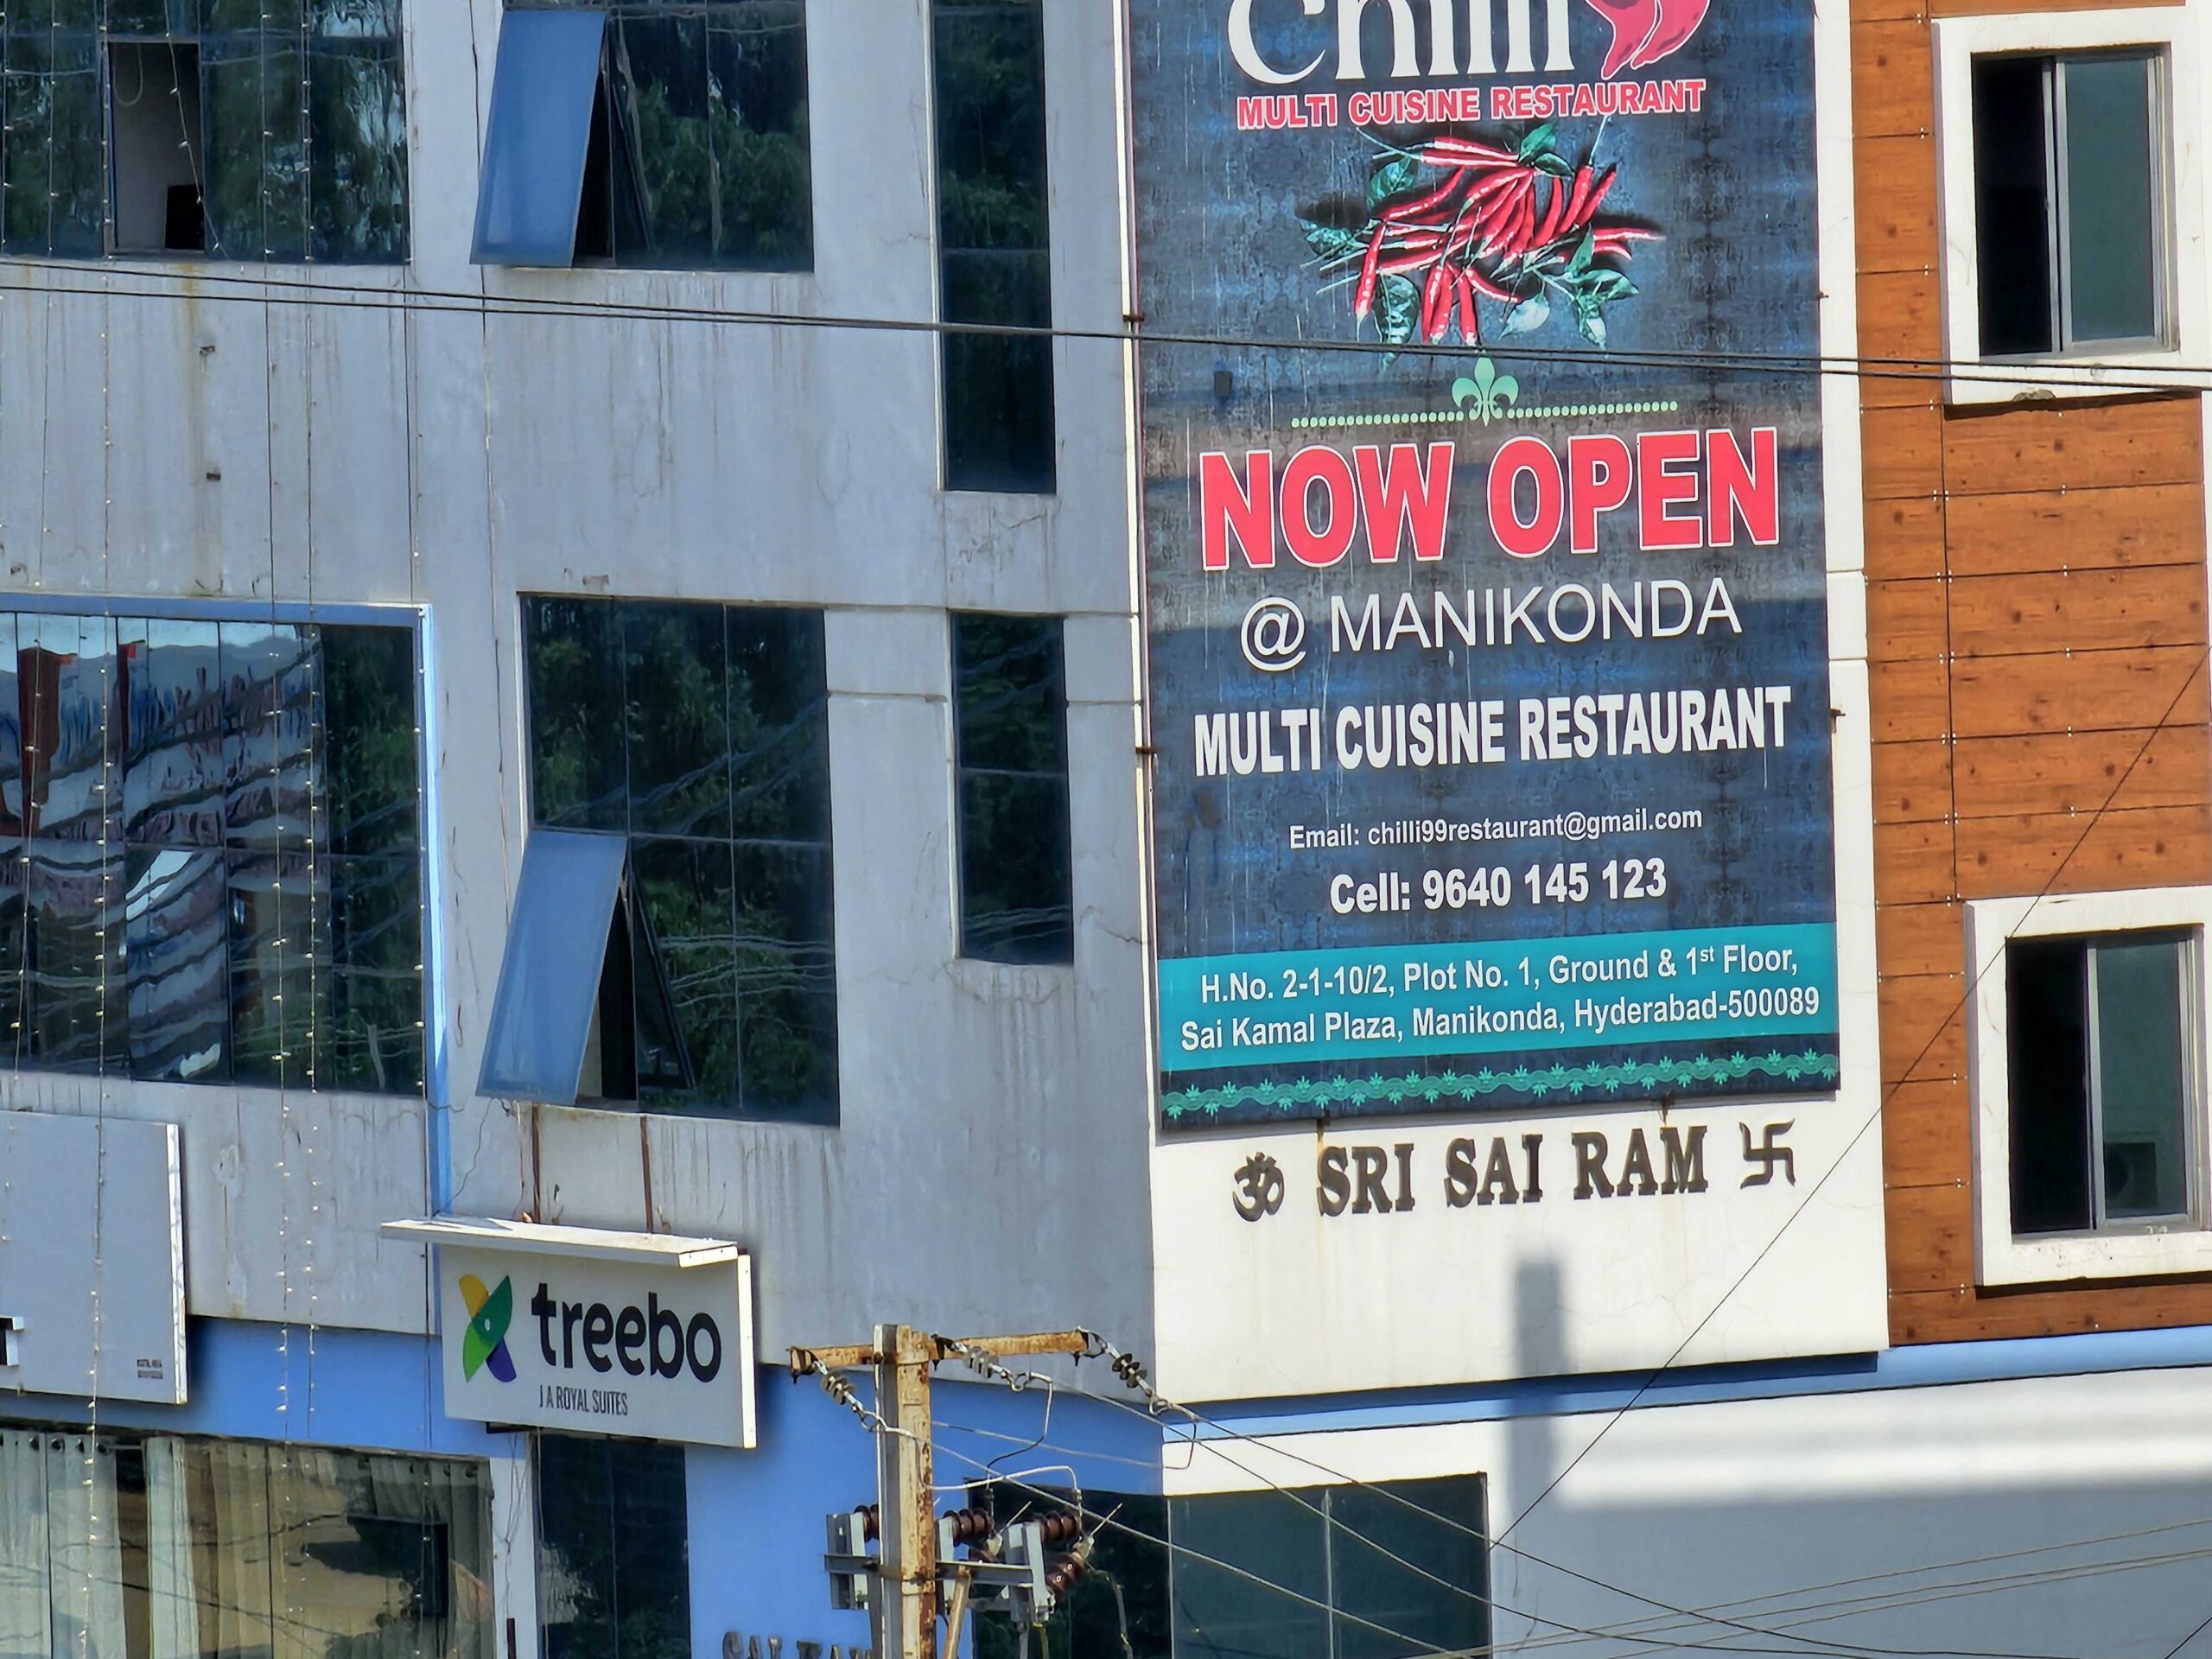 Chilli
MULTI CUISINE RESTAURANT
NOW OPEN
@ MANIKONDA
MULTI CUISINE RESTAURANT
Email: chilli99restaurant@gmail.com
Cell: 9640 145 123
H.No. 2-1-10/2, Plot No. 1, Ground & 1st Floor,
Sai Kamal Plaza, Manikonda, Hyderabad-500089
ॐ SRI SAI RAM 卐
treebo
J A ROYAL SUITES